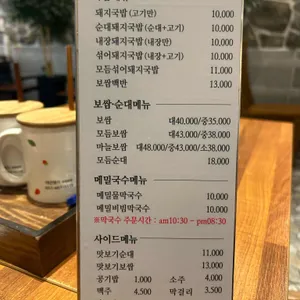 돼지국밥 (고기만) 10,000
순대돼지국밥 (순대+고기) 10,000
내장돼지국밥 (내장만) 10,000
섞어돼지국밥 (내장+고기) 10,000
모듬섞어돼지국밥 11,000
보쌈백반 13,000
보쌈·순대메뉴
보쌈 대40,000/중35,000
모듬보쌈 대43,000/중38,000
마늘보쌈 대48,000/중43,000/소38,000
모듬순대 18,000
메밀국수메뉴
메밀물막국수 10,000
메밀비빔막국수 10,000
※막국수 주문시간 : am10:30 - pm08:30
사이드메뉴
맛보기순대 11,000
맛보기보쌈 13,000
공기밥 1,000 소주 4,000
맥주 4,500 막걸리 3,500